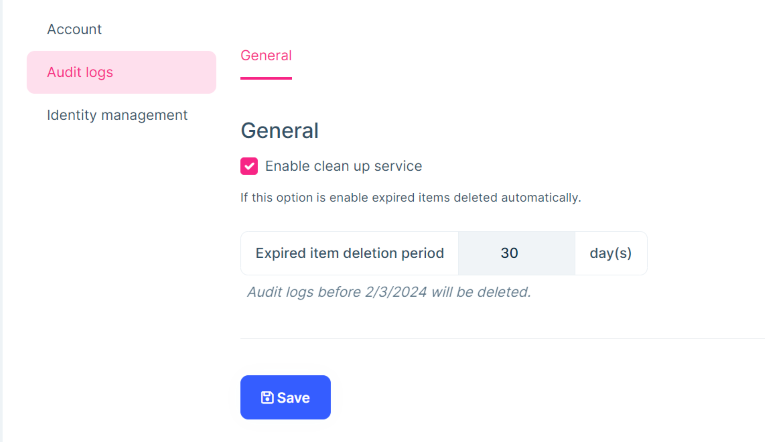 Account
Audit logs
Identity management
General
General
Enable clean up service
If this option is enable expired items deleted automatically.
Expired item deletion period 30 day(s)
Audit logs before 2/3/2024 will be deleted.
Save